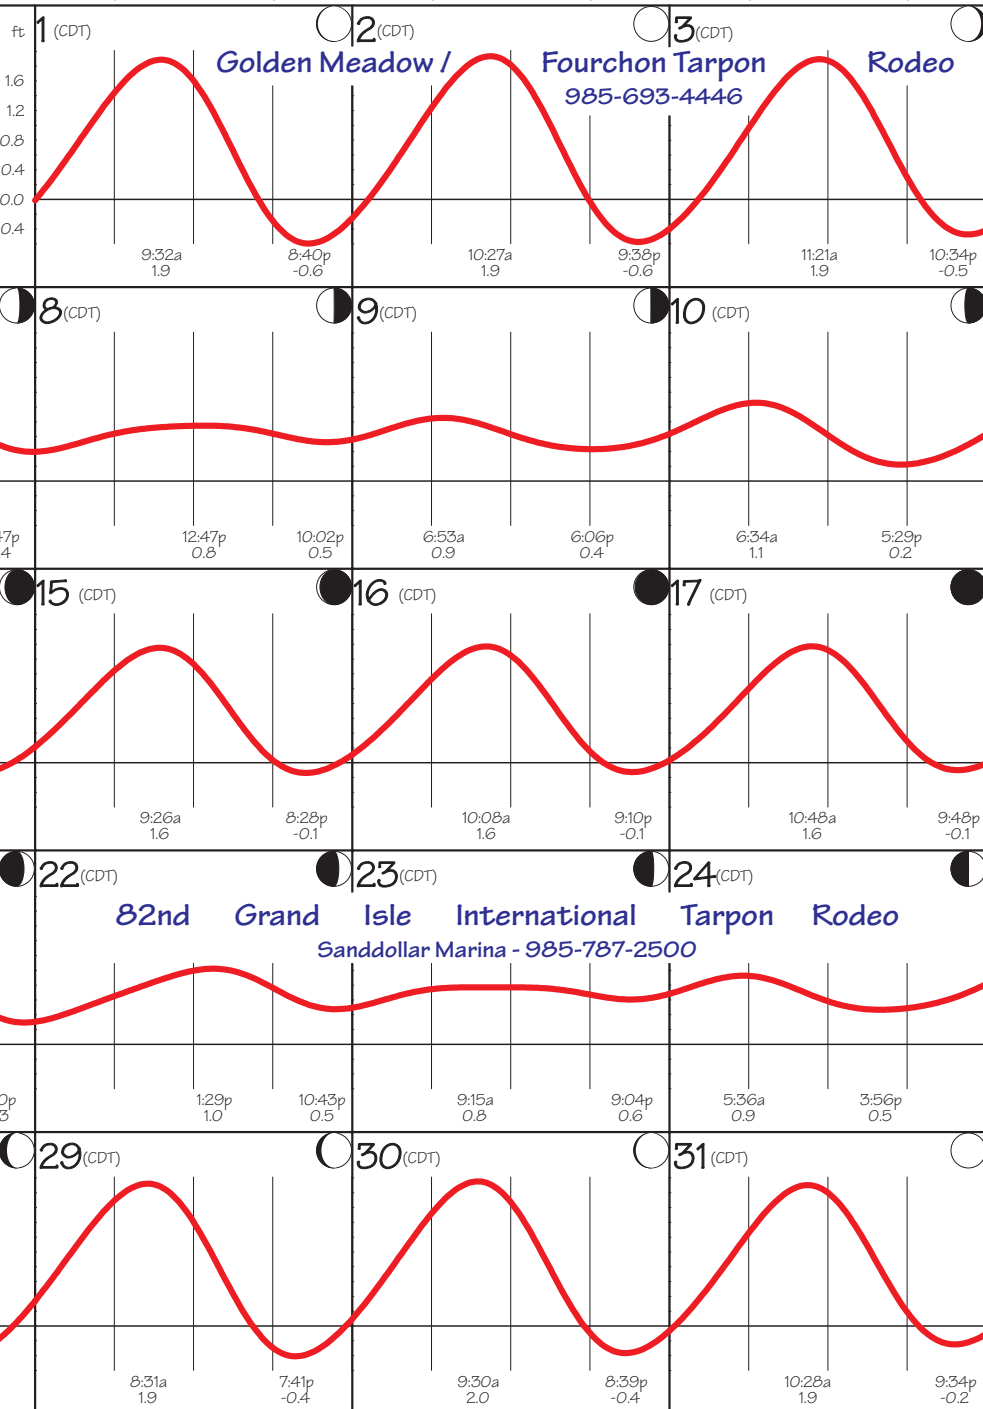 ft
1 (CDT)
2 (CDT)
3 (CDT)
Golden Meadow / Fourchon Tarpon Rodeo
985-693-4446
1.6
1.2
0.8
0.4
0.0
0.4
9:32a 8:40p 10:27a 9:38p 11:21a 10:34p
1.9 -0.6 1.9 -0.6 1.9 -0.5
8 (CDT)
9 (CDT)
10 (CDT)
12:47p 10:02p 6:53a 6:06p 6:34a 5:29p
0.8 0.5 0.9 0.4 1.1 0.2
15 (CDT)
16 (CDT)
17 (CDT)
9:26a 8:28p 10:08a 9:10p 10:48a 9:48p
1.6 -0.1 1.6 -0.1 1.6 -0.1
22 (CDT)
23 (CDT)
24 (CDT)
82nd Grand Isle International Tarpon Rodeo
Sanddollar Marina - 985-787-2500
1:29p 10:43p 9:15a 9:04p 5:36a 3:56p
1.0 0.5 0.8 0.6 0.9 0.5
29 (CDT)
30 (CDT)
31 (CDT)
8:31a 7:41p 9:30a 8:39p 10:28a 9:34p
1.9 -0.4 2.0 -0.4 1.9 -0.2